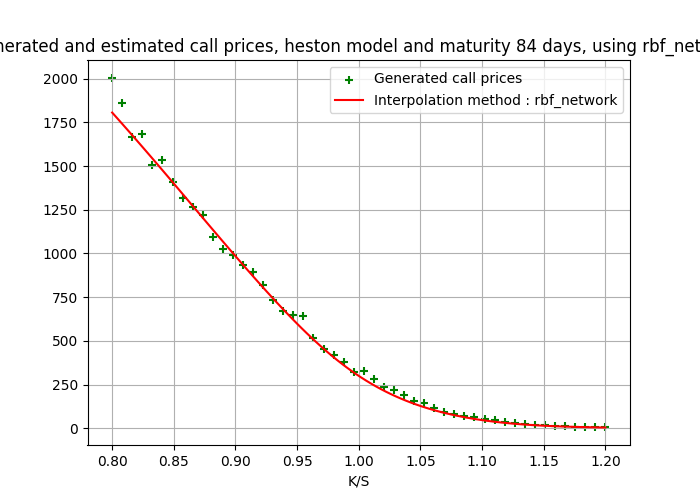 nerated and estimated call prices, heston model and maturity 84 days, using rbf_net
Generated call prices
Interpolation method : rbf_network
2000
1750
1500
1250
1000
750
500
250
0
0.80 0.85 0.90 0.95 1.00 1.05 1.10 1.15 1.20
K/S